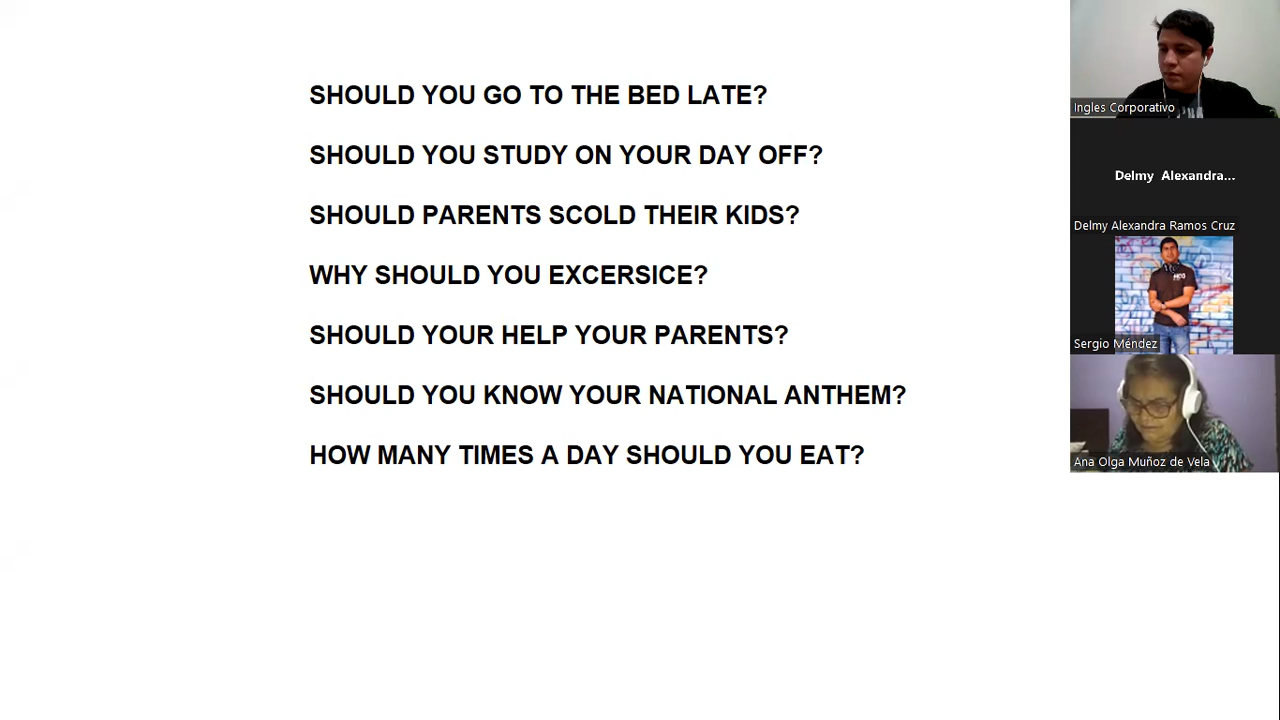 SHOULD YOU GO TO THE BED LATE?
SHOULD YOU STUDY ON YOUR DAY OFF?
SHOULD PARENTS SCOLD THEIR KIDS?
WHY SHOULD YOU EXCERSICE?
SHOULD YOUR HELP YOUR PARENTS?
SHOULD YOU KNOW YOUR NATIONAL ANTHEM?
HOW MANY TIMES A DAY SHOULD YOU EAT?
Ingles Corporativo
Delmy Alexandra...
Delmy Alexandra Ramos Cruz
Sergio Méndez
Ana Olga Muñoz de Vela